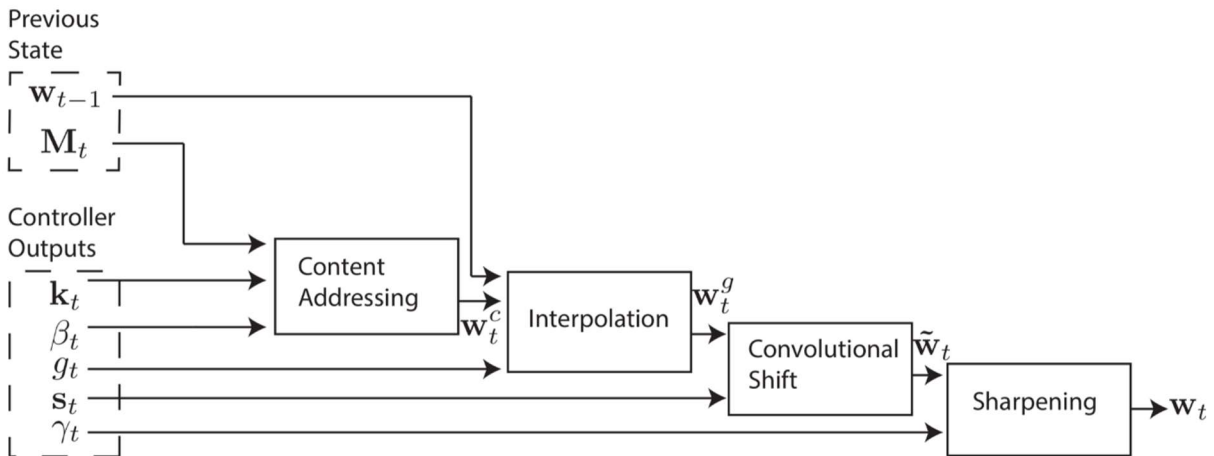 Previous
State
w_{t−1}
M_t
Controller
Outputs
k_t
β_t
g_t
s_t
γ_t
Content
Addressing
w_t^c
Interpolation
w_t^g
Convolutional
Shift
w̃_t
Sharpening
w_t